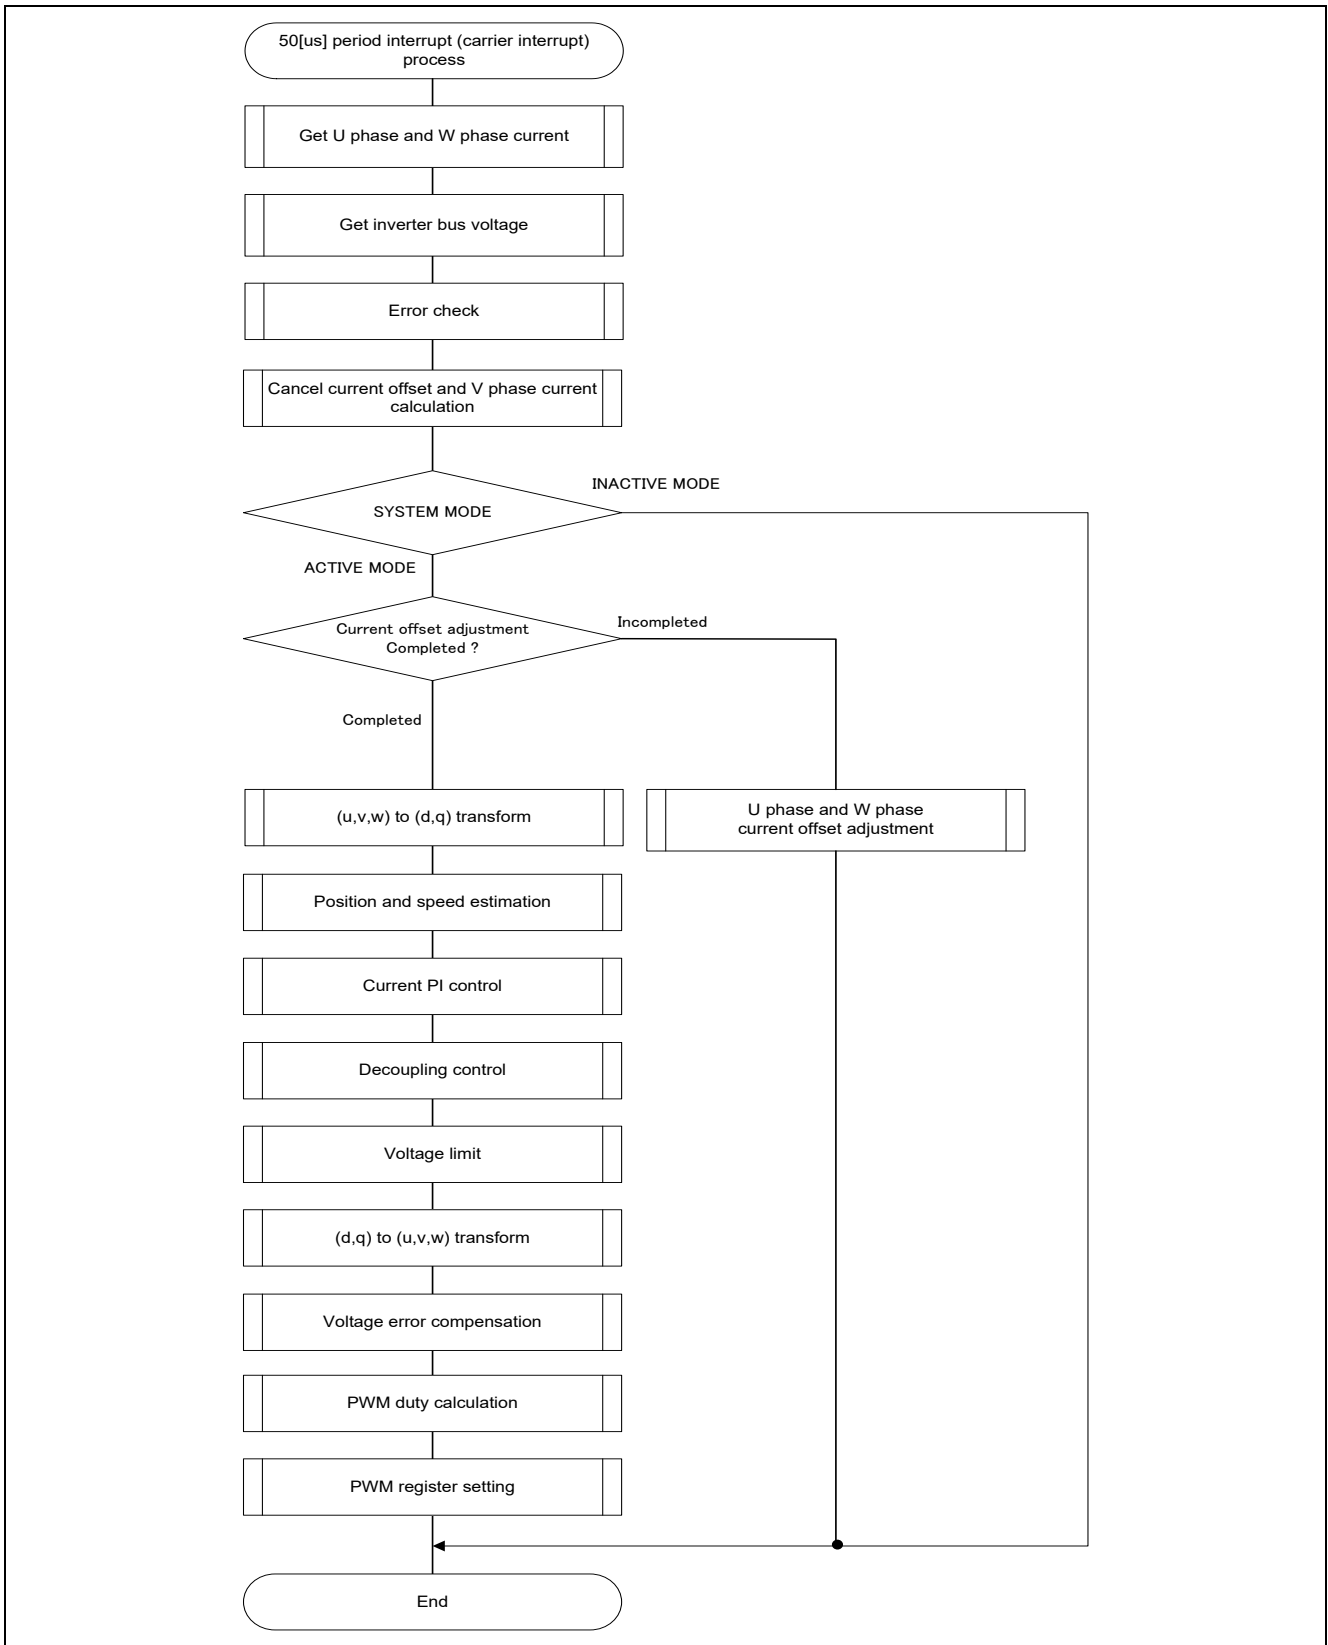 50[us] period interrupt (carrier interrupt)
process
Get U phase and W phase current
Get inverter bus voltage
Error check
Cancel current offset and V phase current
calculation
INACTIVE MODE
SYSTEM MODE
ACTIVE MODE
Incompleted
Current offset adjustment
Completed ?
Completed
(u,v,w) to (d,q) transform
U phase and W phase
current offset adjustment
Position and speed estimation
Current PI control
Decoupling control
Voltage limit
(d,q) to (u,v,w) transform
Voltage error compensation
PWM duty calculation
PWM register setting
End